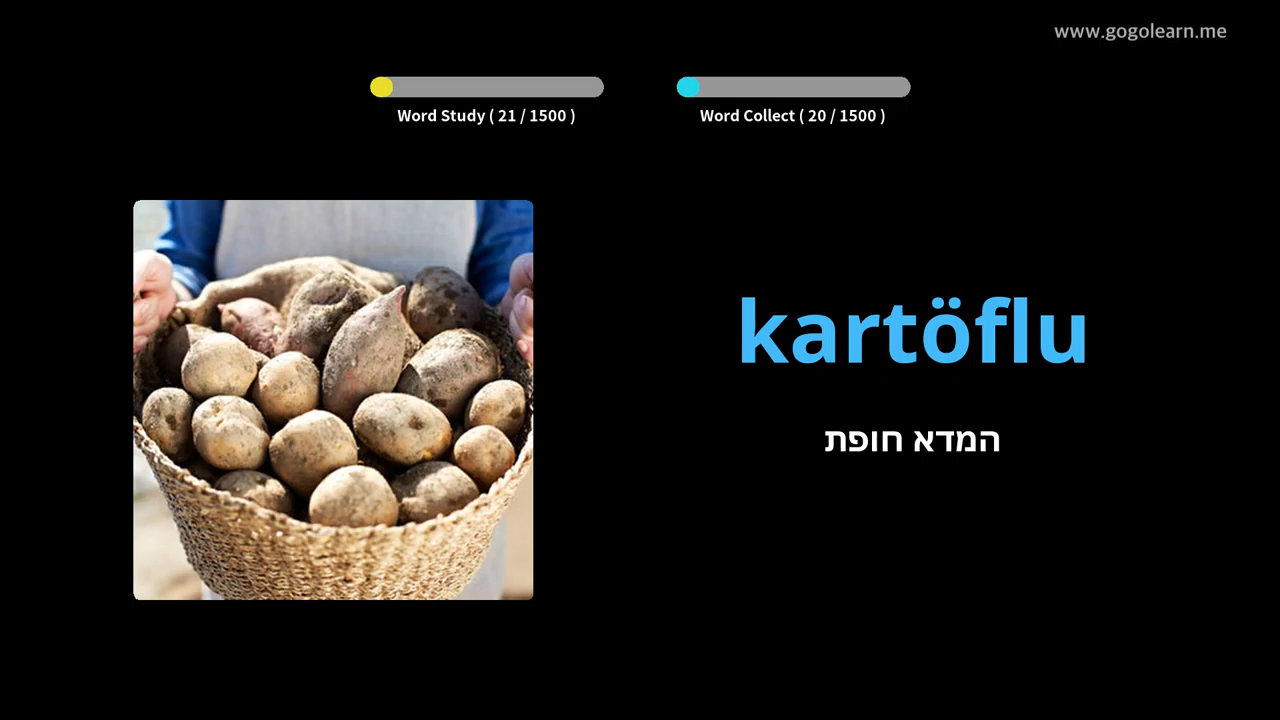 www.gogolearn.me
Word Study ( 21 / 1500 )
Word Collect ( 20 / 1500 )
kartöflu
המדא חופת